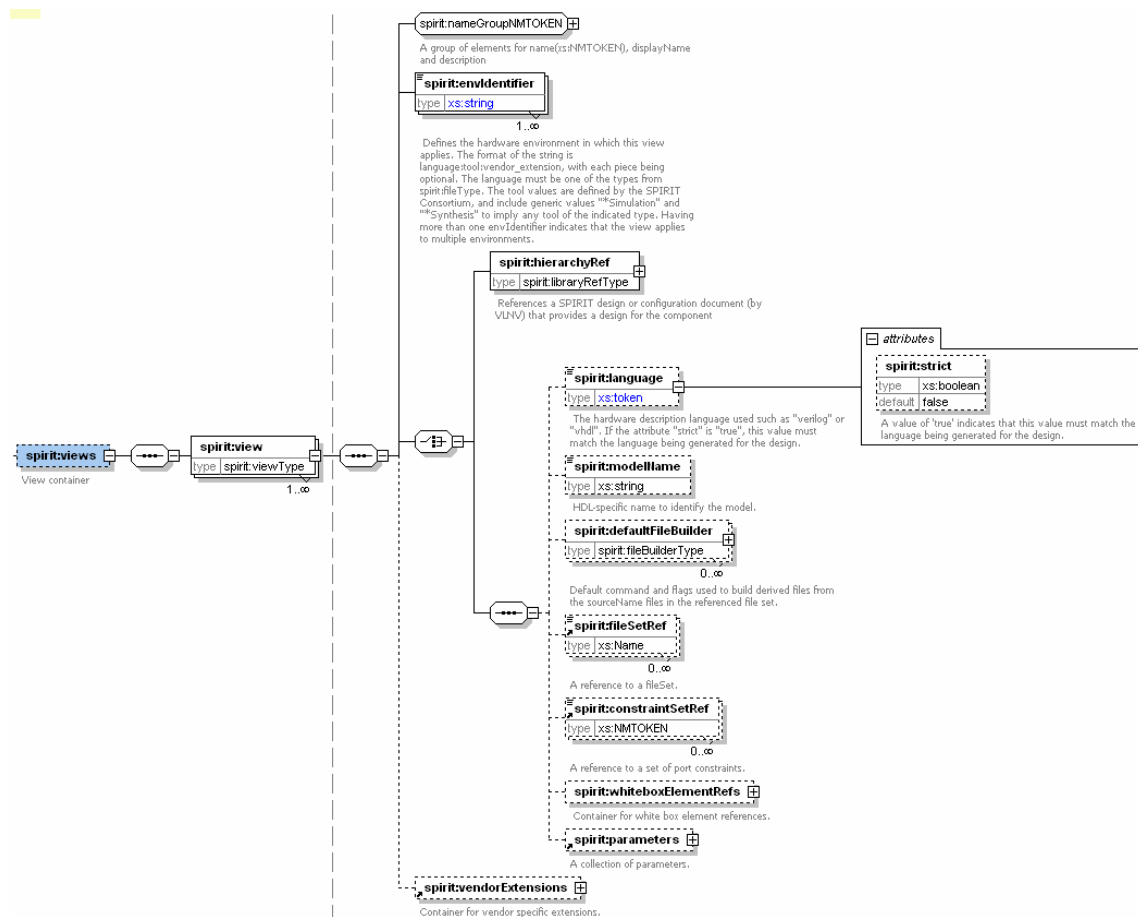 spirit:nameGroupNMTOKEN
A group of elements for name(xs:NMTOKEN), displayName
and description
spirit:envIdentifier
type xs:string
1..∞
Defines the hardware environment in which this view
applies. The format of the string is
language:tool:vendor_extension, with each piece being
optional. The language must be one of the types from
spirit:fileType. The tool values are defined by the SPIRIT
Consortium, and include generic values "*Simulation" and
"*Synthesis" to imply any tool of the indicated type. Having
more than one envIdentifier indicates that the view applies
to multiple environments.
spirit:hierarchyRef
type spirit:libraryRefType
References a SPIRIT design or configuration document (by
VLNV) that provides a design for the component
attributes
spirit:strict
type xs:boolean
default false
A value of 'true' indicates that this value must match the
language being generated for the design.
spirit:language
type xs:token
The hardware description language used such as "verilog" or
"vhdl". If the attribute "strict" is "true", this value must
match the language being generated for the design.
spirit:views
View container
spirit:view
type spirit:viewType
1..∞
spirit:modelName
type xs:string
HDL-specific name to identify the model.
spirit:defaultFileBuilder
type spirit:fileBuilderType
0..∞
Default command and flags used to build derived files from
the sourceName files in the referenced file set.
spirit:fileSetRef
type xs:Name
0..∞
A reference to a fileSet.
spirit:constraintSetRef
type xs:NMTOKEN
0..∞
A reference to a set of port constraints.
spirit:whiteboxElementRefs
Container for white box element references.
spirit:parameters
A collection of parameters.
spirit:vendorExtensions
Container for vendor specific extensions.